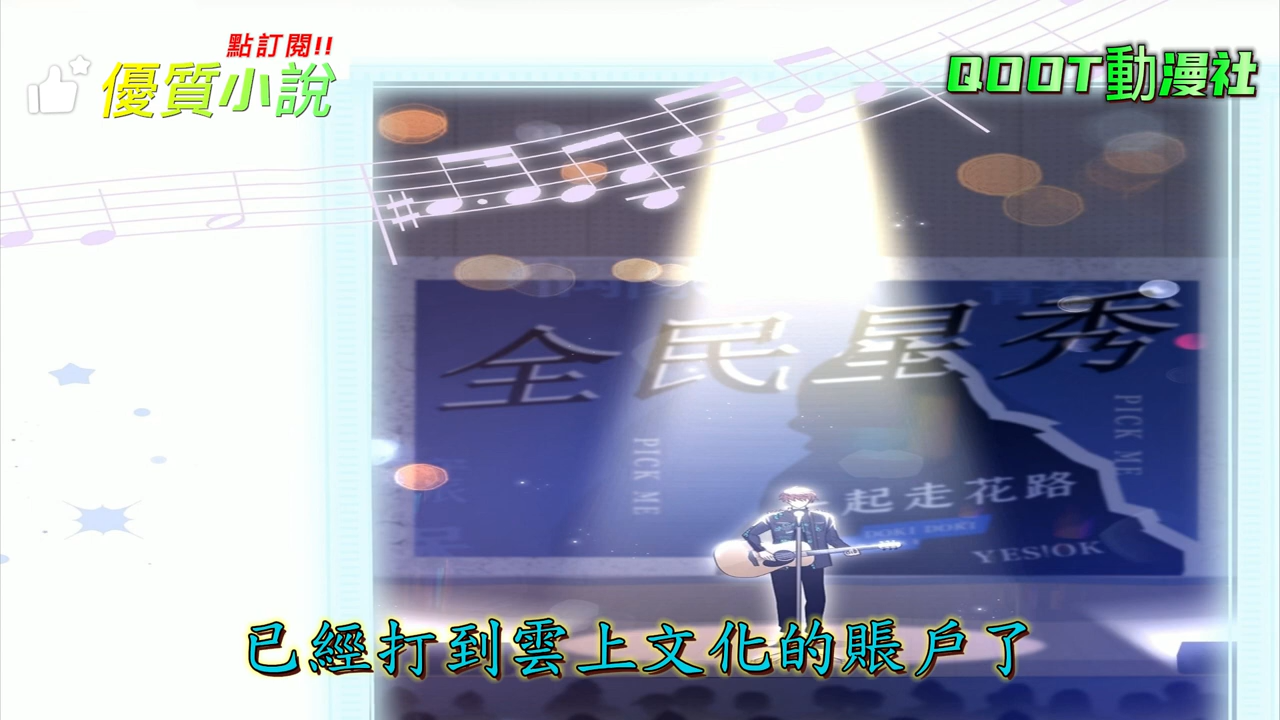 點訂閱!!
優質小說
QOOT動漫社
全民星秀
PICK ME
PICK ME
一起走花路
DOKI DOKI
YES!OK
已經打到雲上文化的賬戶了